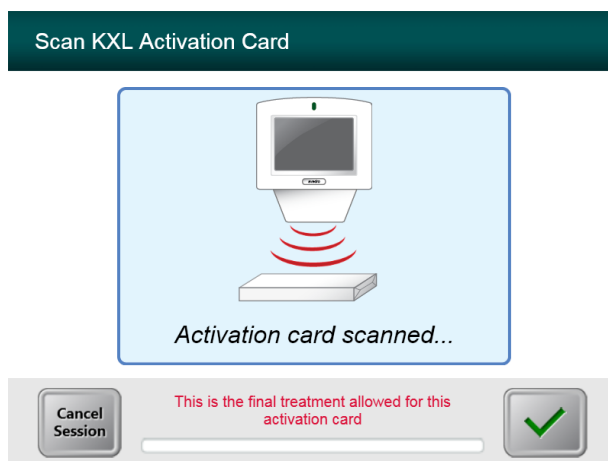 Scan KXL Activation Card
Activation card scanned...
Cancel
Session
This is the final treatment allowed for this
activation card